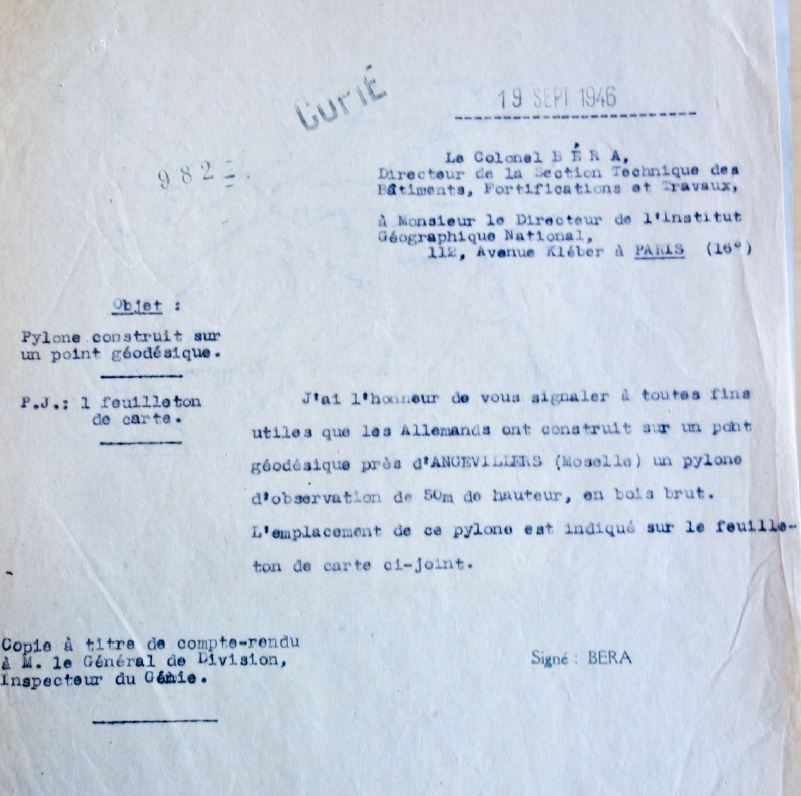 COPIÉ
19 SEPT 1946
982
Le Colonel B É R A,
Directeur de la Section Technique des
Bâtiments, Fortifications et Travaux,
à Monsieur le Directeur de l'Institut
Géographique National,
112, Avenue Kléber à PARIS (16°)
Objet :
Pylone construit sur
un point géodésique.
P.J.: 1 feuilleton
de carte.
J'ai l'honneur de vous signaler à toutes fins
utiles que les Allemands ont construit sur un point
géodésique près d'ANGEVILLERS (Moselle) un pylone
d'observation de 50m de hauteur, en bois brut.
L'emplacement de ce pylone est indiqué sur le feuille-
ton de carte ci-joint.
Copie à titre de compte-rendu
à M. le Général de Division,
Inspecteur du Génie.
Signé : BERA